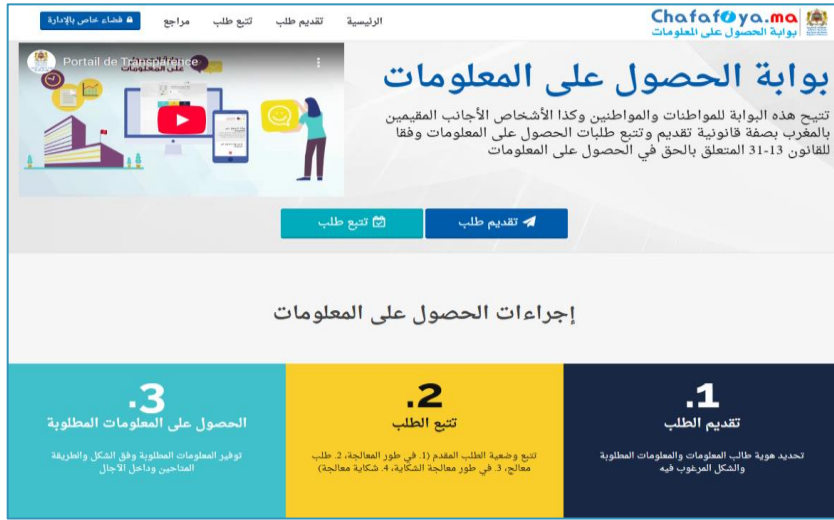 Chafafoya.ma
بوابة الحصول على المعلومات
الرئيسية
تقديم طلب
تتبع طلب
مراجع
فضاء خاص بالإدارة
بوابة الحصول على المعلومات
تتيح هذه البوابة للمواطنات والمواطنين وكذا الأشخاص الأجانب المقيمين
بالمغرب بصفة قانونية تقديم وتتبع طلبات الحصول على المعلومات وفقا
للقانون 13-31 المتعلق بالحق في الحصول على المعلومات
Portail de Transparence
على المعلومات
تقديم طلب
تتبع طلب
إجراءات الحصول على المعلومات
1.
تقديم الطلب
تحديد هوية طالب المعلومات والمعلومات المطلوبة
والشكل المرغوب فيه
2.
تتبع الطلب
تتبع وضعية الطلب المقدم (1. في طور المعالجة، 2. طلب
معالج، 3. في طور معالجة الشكاية، 4. شكاية معالجة)
3.
الحصول على المعلومات المطلوبة
توفير المعلومات المطلوبة وفق الشكل والطريقة
المتاحين وداخل الآجال